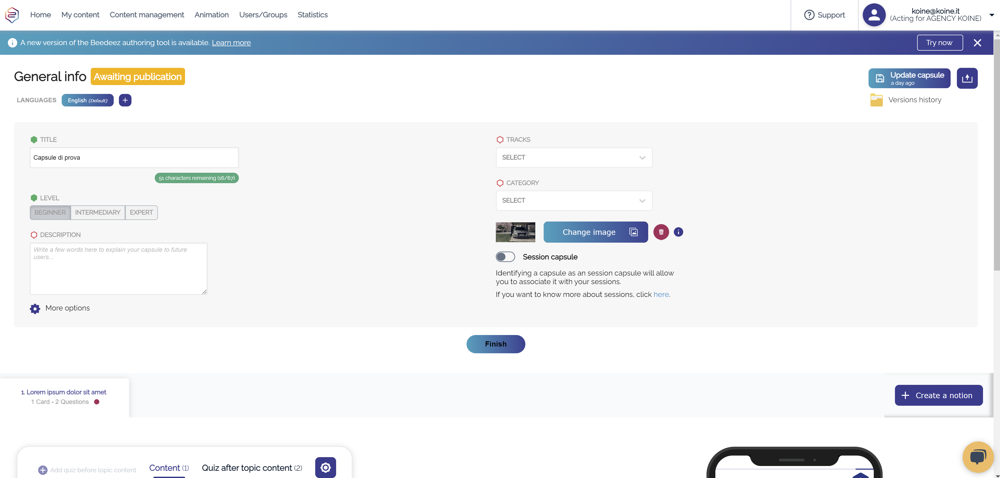 Home My content Content management Animation Users/Groups Statistics
Support
koine@koine.it
(Acting for AGENCY KOINE)
A new version of the Beedeez authoring tool is available. Learn more
Try now
General info Awaiting publication
Update capsule
a day ago
LANGUAGES English (Default)
Versions history
TITLE
Capsule di prova
51 characters remaining (16/67)
LEVEL
BEGINNER INTERMEDIARY EXPERT
DESCRIPTION
Write a few words here to explain your capsule to future
users...
More options
TRACKS
SELECT
CATEGORY
SELECT
Change image
Session capsule
Identifying a capsule as an session capsule will allow
you to associate it with your sessions.
If you want to know more about sessions, click here.
Finish
1. Lorem ipsum dolor sit amet
1 Card - 2 Questions
Create a notion
Add quiz before topic content Content (1) Quiz after topic content (2)